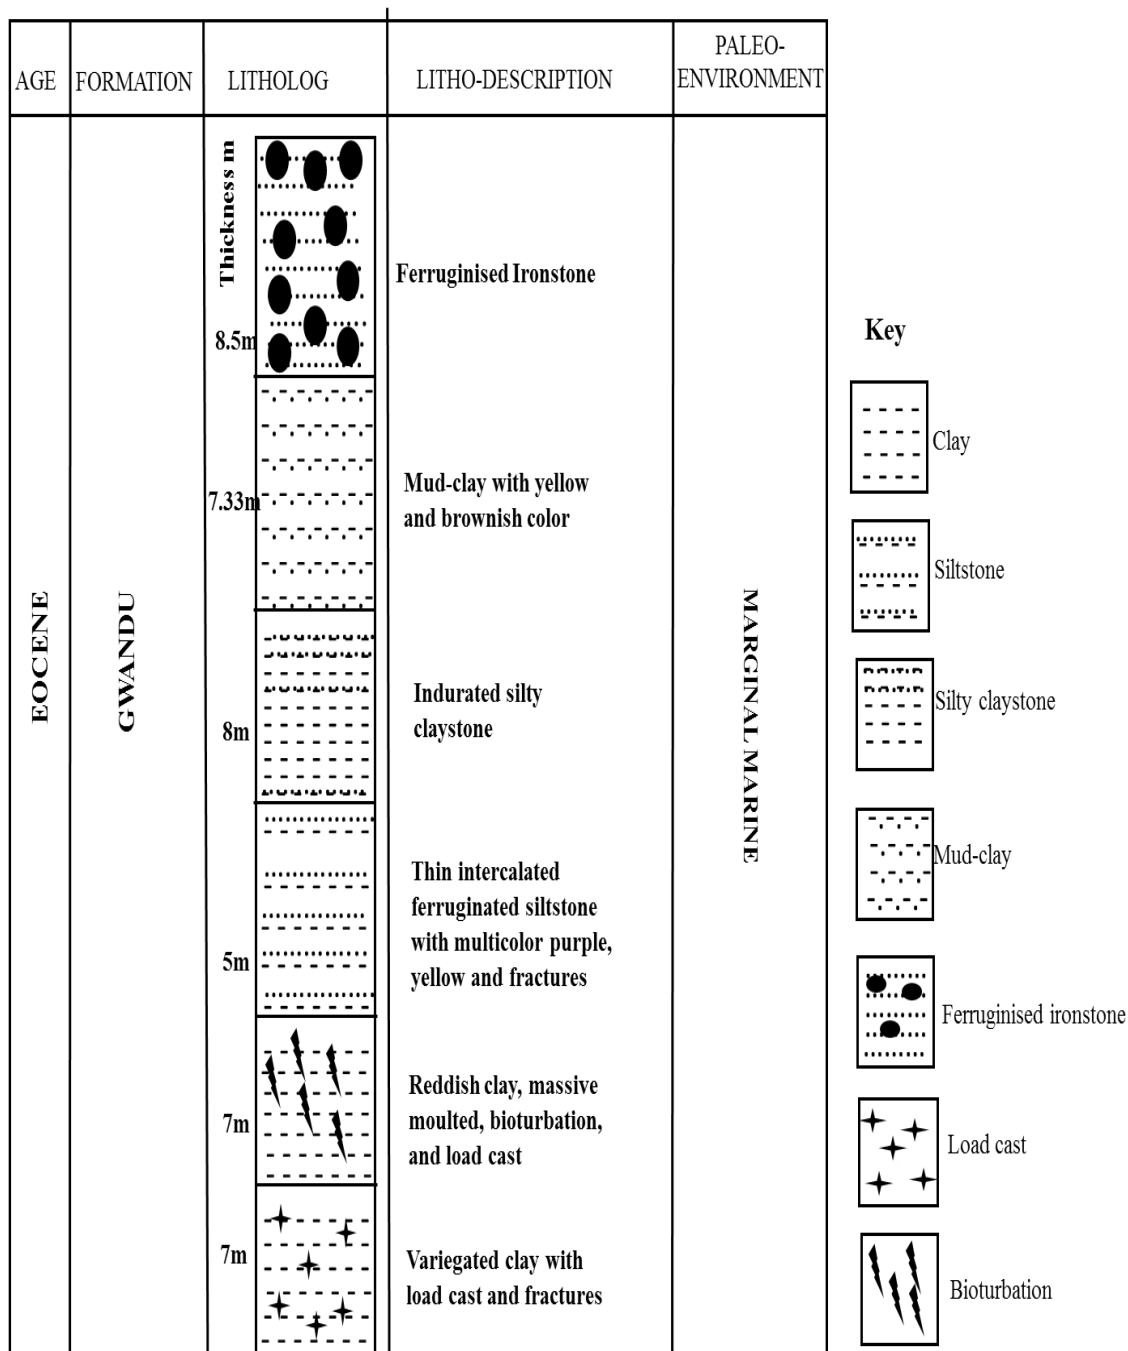 AGE
FORMATION
LITHOLOG
LITHO-DESCRIPTION
PALEO-
ENVIRONMENT
EOCENE
GWANDU
Thickness m
8.5m
Ferruginised Ironstone
7.33m
Mud-clay with yellow
and brownish color
8m
Indurated silty
claystone
5m
Thin intercalated
ferruginated siltstone
with multicolor purple,
yellow and fractures
7m
Reddish clay, massive
moulted, bioturbation,
and load cast
7m
Variegated clay with
load cast and fractures
MARGINAL MARINE
Key
Clay
Siltstone
Silty claystone
Mud-clay
Ferruginised ironstone
Load cast
Bioturbation